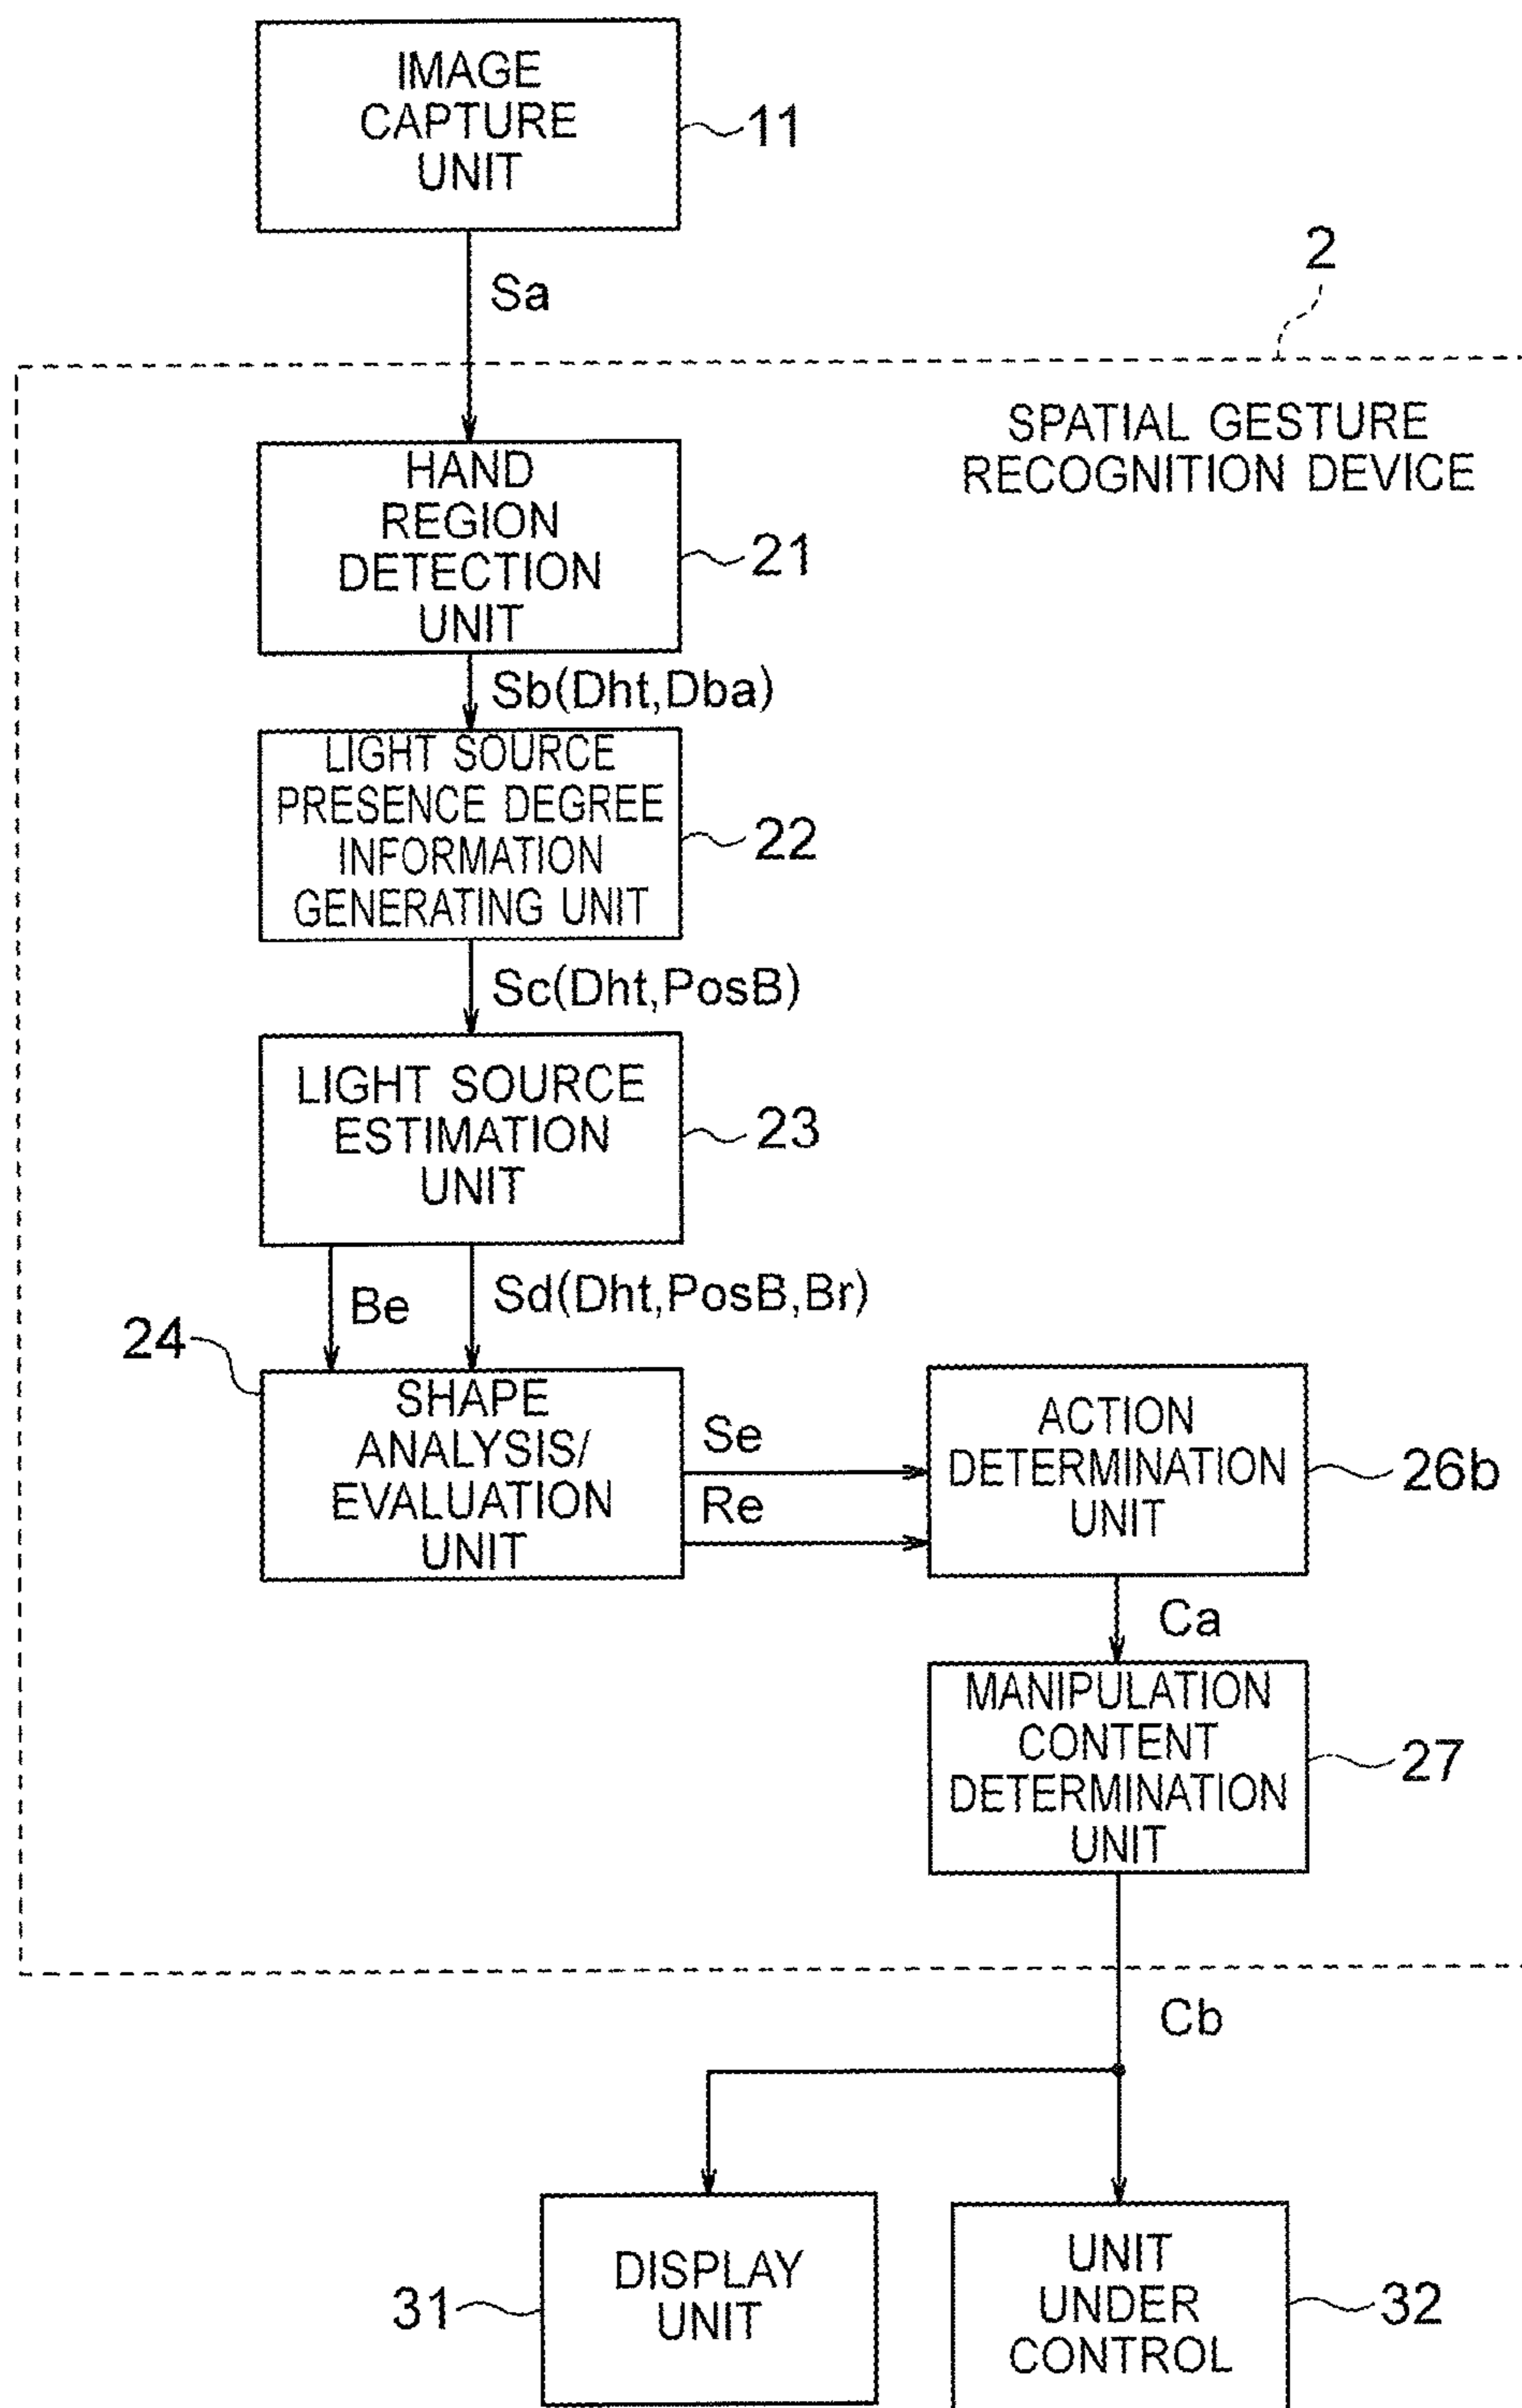 IMAGE
CAPTURE
UNIT
11
Sa
2
SPATIAL GESTURE
RECOGNITION DEVICE
HAND
REGION
DETECTION
UNIT
21
Sb(Dht,Dba)
LIGHT SOURCE
PRESENCE DEGREE
INFORMATION
GENERATING UNIT
22
Sc(Dht,PosB)
LIGHT SOURCE
ESTIMATION
UNIT
23
Be
Sd(Dht,PosB,Br)
24
SHAPE
ANALYSIS/
EVALUATION
UNIT
Se
Re
ACTION
DETERMINATION
UNIT
26b
Ca
MANIPULATION
CONTENT
DETERMINATION
UNIT
27
Cb
31
DISPLAY
UNIT
UNIT
UNDER
CONTROL
32